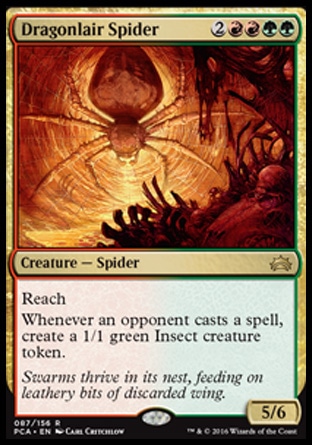 Dragonlair Spider 2
Creature — Spider
Reach
Whenever an opponent casts a spell,
create a 1/1 green Insect creature
token.
Swarms thrive in its nest, feeding on
leathery bits of discarded wing.
5/6
087/156 R
PCA • EN Carl Critchlow
™ & © 2016 Wizards of the Coast